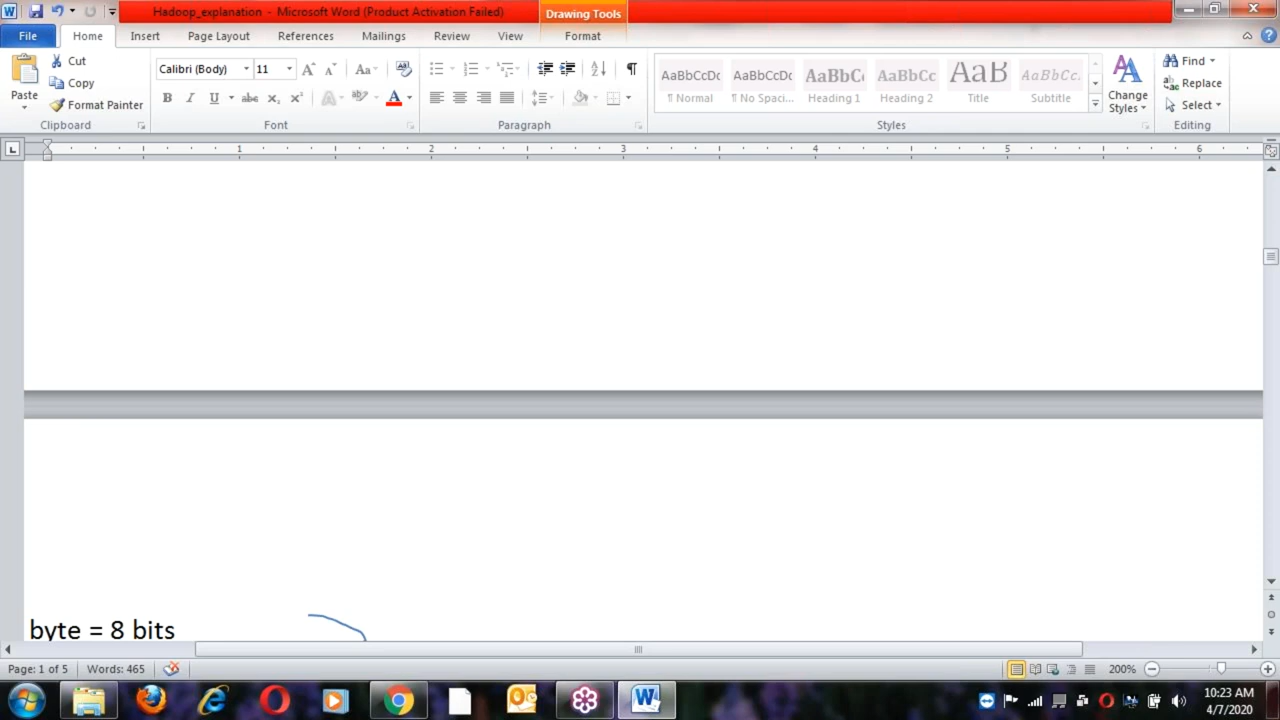 Hadoop_explanation - Microsoft Word (Product Activation Failed)
Drawing Tools
File Home Insert Page Layout References Mailings Review View Format
Paste
Cut
Copy
Format Painter
Clipboard
Calibri (Body) 11
Font
Paragraph
AaBbCcDc ¶ Normal
AaBbCcDc ¶ No Spaci...
AaBbC Heading 1
AaBbCc Heading 2
AaB Title
AaBbCc. Subtitle
Change Styles
Styles
Find
Replace
Select
Editing
1 2 3 4 5 6
byte = 8 bits
Page: 1 of 5 Words: 465 200%
10:23 AM
4/7/2020